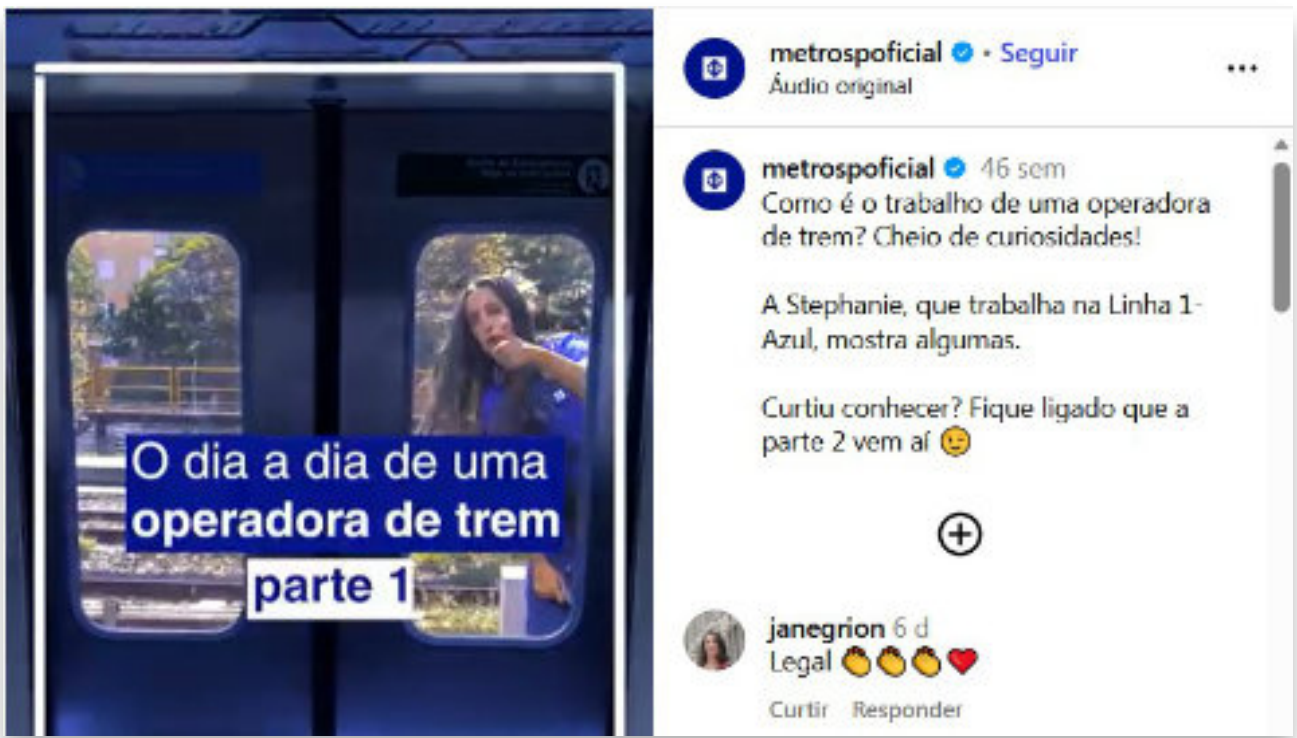 metrospoficial • Seguir
Áudio original
metrospoficial 46 sem
Como é o trabalho de uma operadora
de trem? Cheio de curiosidades!
A Stephanie, que trabalha na Linha 1-
Azul, mostra algumas.
Curtiu conhecer? Fique ligado que a
parte 2 vem aí 😉
O dia a dia de uma
operadora de trem
parte 1
janegrion 6 d
Legal 👏👏👏❤️
Curtir Responder